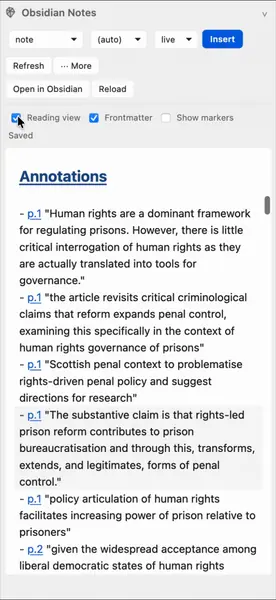 Obsidian Notes
note (auto) live Insert
Refresh ··· More
Open in Obsidian Reload
Reading view Frontmatter Show markers
Saved
Annotations
- p.1 "Human rights are a dominant framework
for regulating prisons. However, there is little
critical interrogation of human rights as they
are actually translated into tools for
governance."
- p.1 "the article revisits critical criminological
claims that reform expands penal control,
examining this specifically in the context of
human rights governance of prisons"
- p.1 "Scottish penal context to problematise
rights-driven penal policy and suggest
directions for research"
- p.1 "The substantive claim is that rights-led
prison reform contributes to prison
bureaucratisation and through this, transforms,
extends, and legitimates, forms of penal
control."
- p.1 "policy articulation of human rights
facilitates increasing power of prison relative to
prisoners"
- p.2 "given the widespread acceptance among
liberal democratic states of human rights